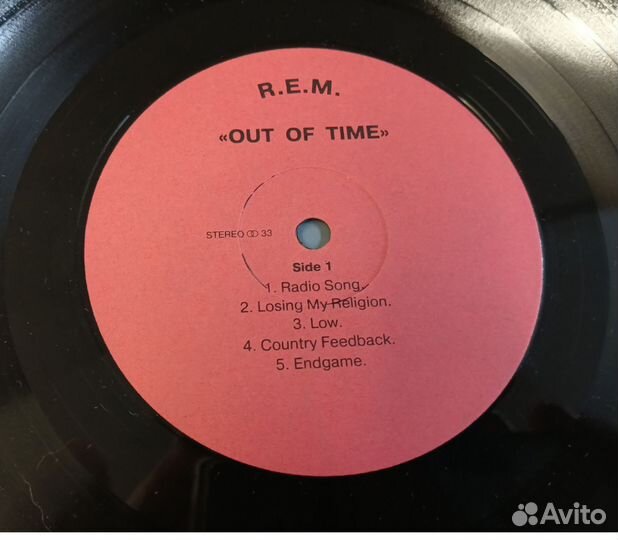 R.E.M.
«OUT OF TIME»
STEREO ꝏ 33
Side 1
1. Radio Song.
2. Losing My Religion.
3. Low.
4. Country Feedback.
5. Endgame.
Avito